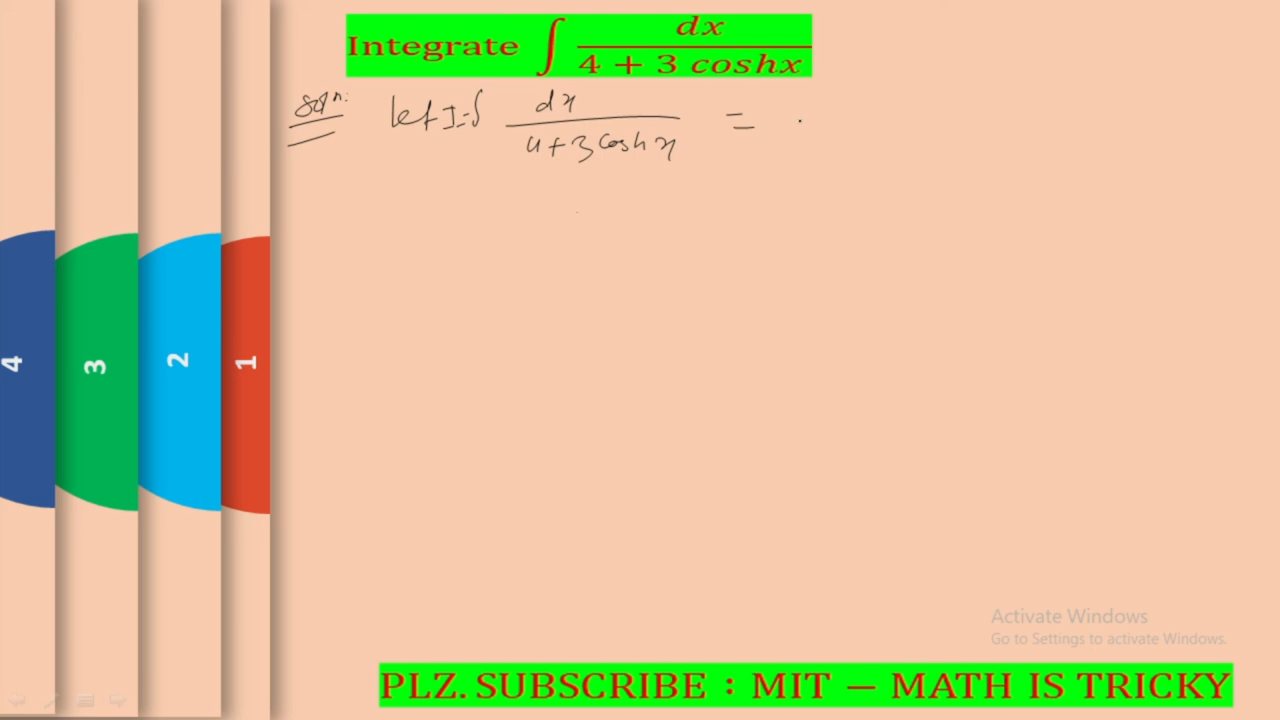 Integrate ∫ dx / (4 + 3 coshx)
Solⁿ: let I=∫ dx / (4+3coshx) =
4
3
2
1
Activate Windows
Go to Settings to activate Windows.
PLZ. SUBSCRIBE : MIT − MATH IS TRICKY